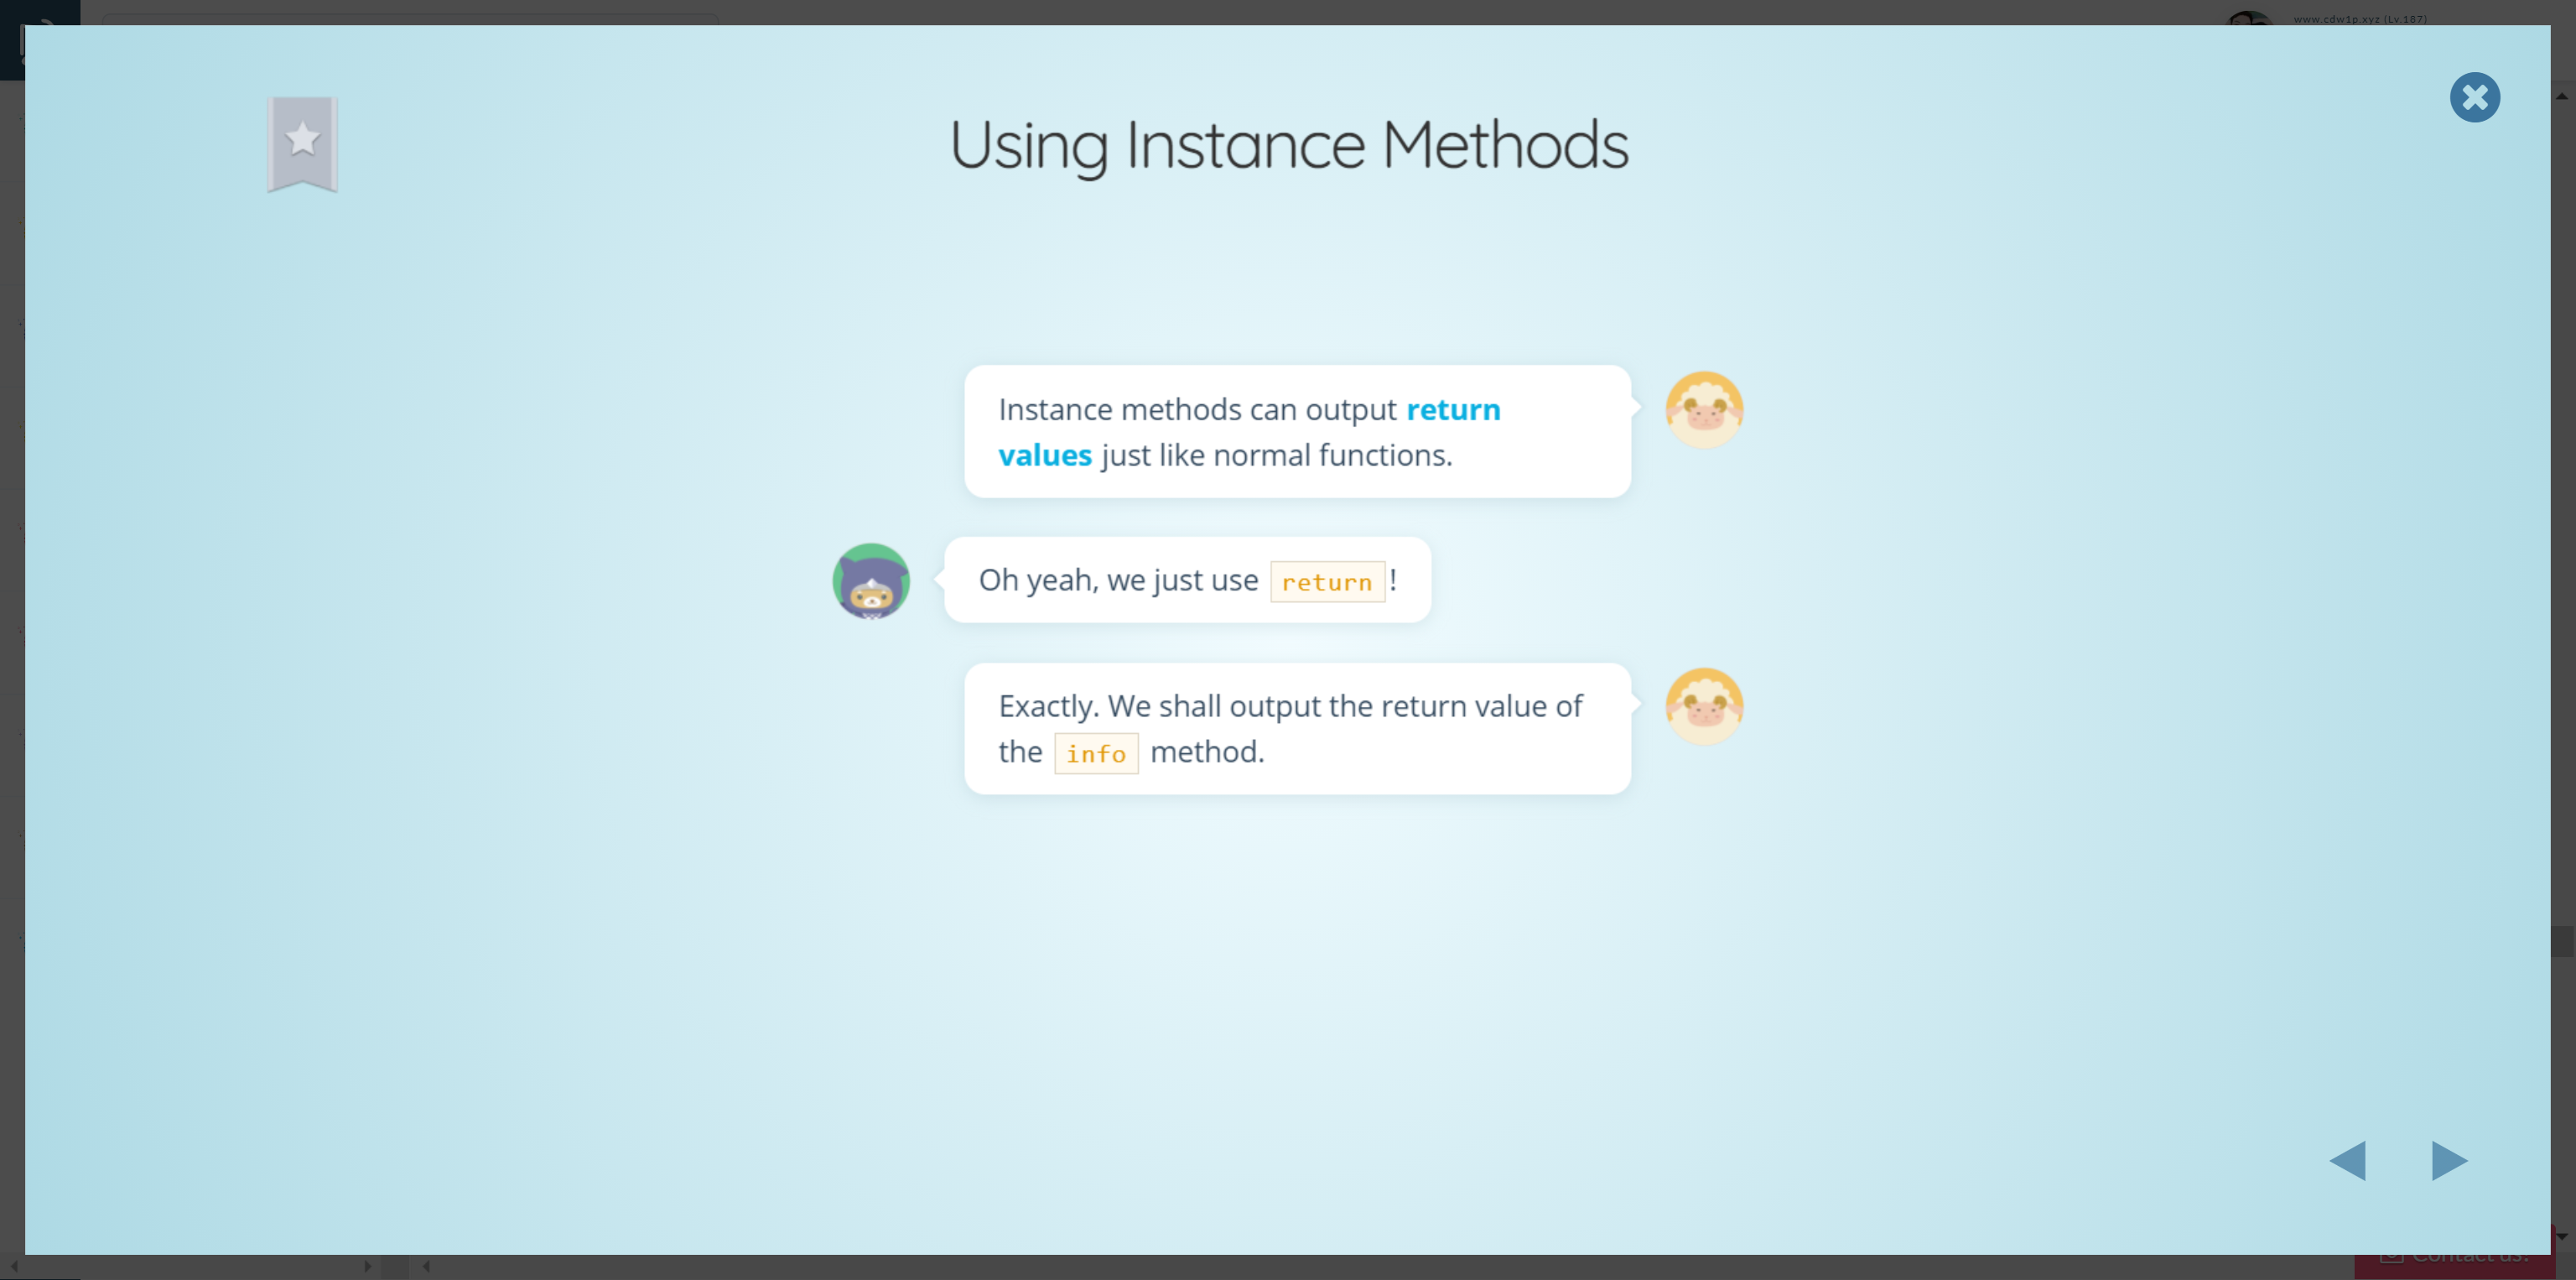 www.cdw1p.xyz (Lv.187)
Using Instance Methods
Instance methods can output return
values just like normal functions.
Oh yeah, we just use return!
Exactly. We shall output the return value of
the info method.
Contact us!